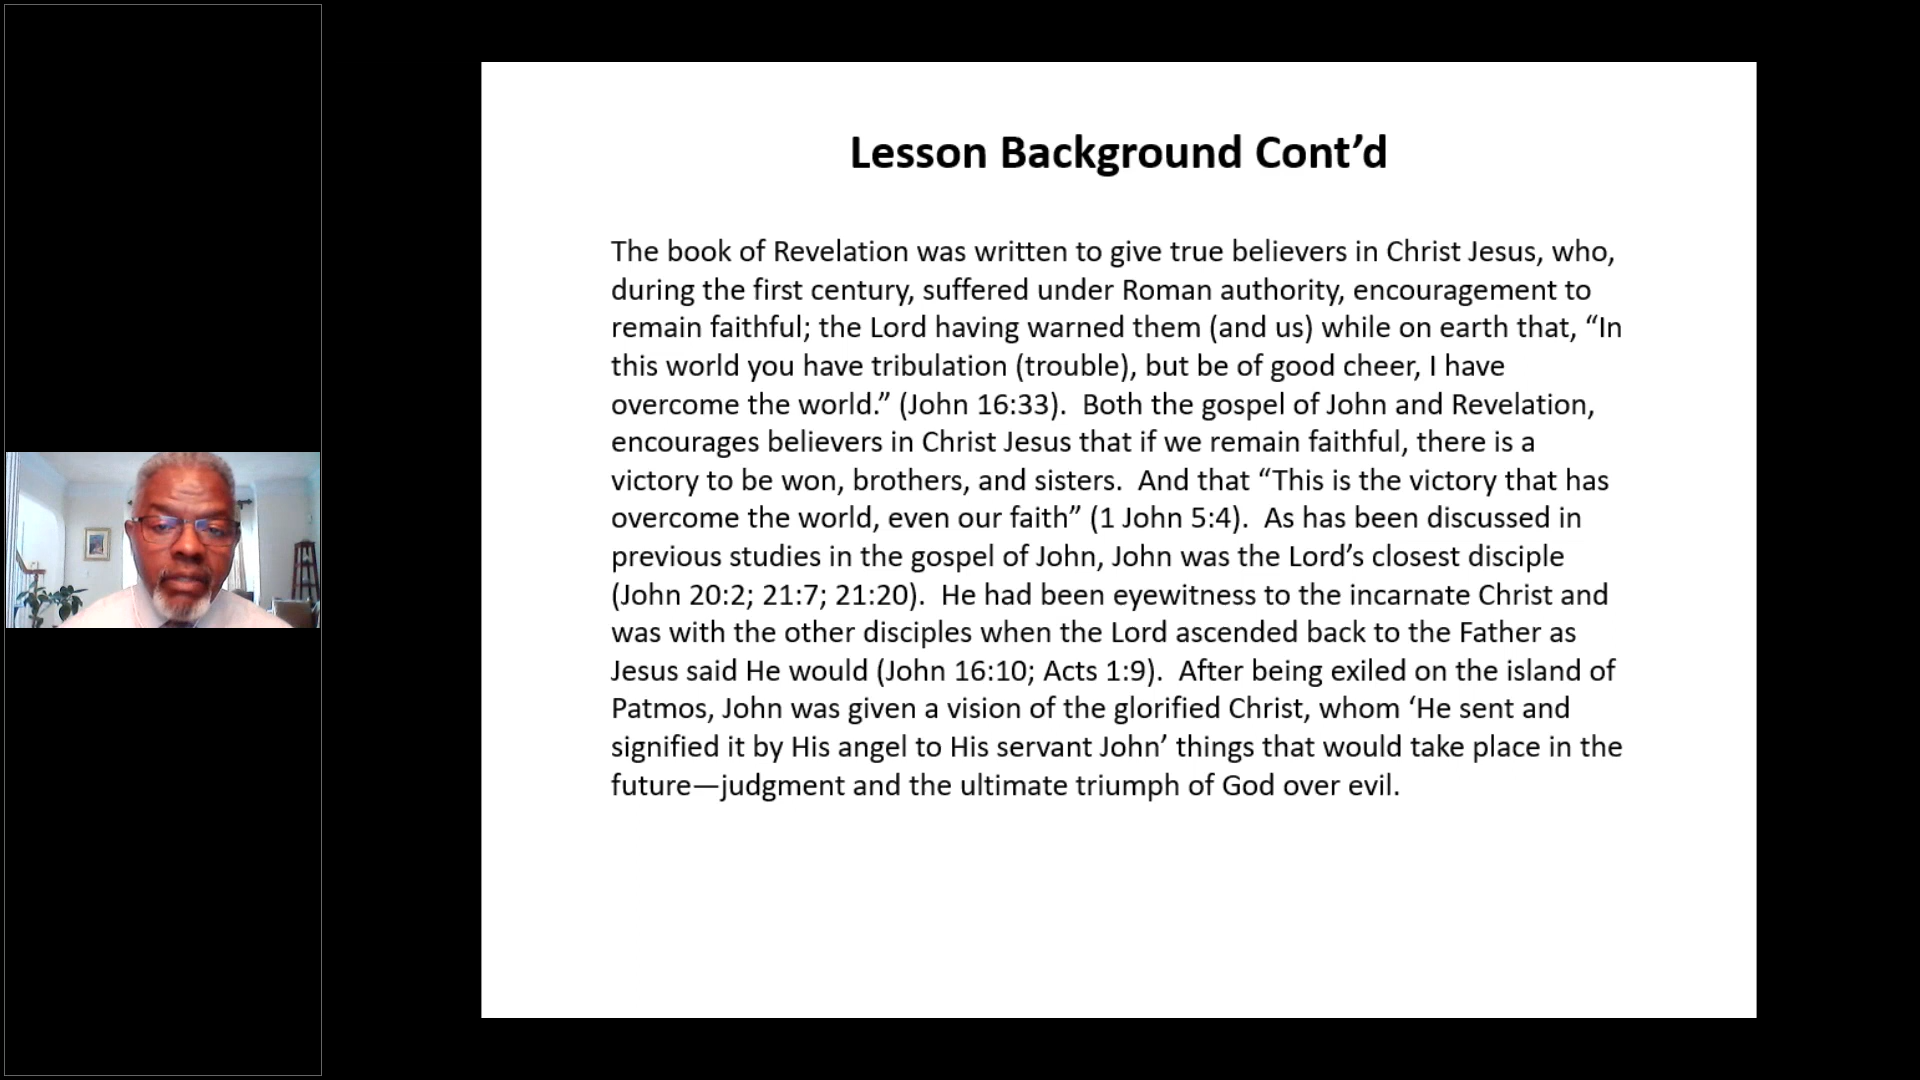 Lesson Background Cont’d
The book of Revelation was written to give true believers in Christ Jesus, who,
during the first century, suffered under Roman authority, encouragement to
remain faithful; the Lord having warned them (and us) while on earth that, “In
this world you have tribulation (trouble), but be of good cheer, I have
overcome the world.” (John 16:33).  Both the gospel of John and Revelation,
encourages believers in Christ Jesus that if we remain faithful, there is a
victory to be won, brothers, and sisters.  And that “This is the victory that has
overcome the world, even our faith” (1 John 5:4).  As has been discussed in
previous studies in the gospel of John, John was the Lord’s closest disciple
(John 20:2; 21:7; 21:20).  He had been eyewitness to the incarnate Christ and
was with the other disciples when the Lord ascended back to the Father as
Jesus said He would (John 16:10; Acts 1:9).  After being exiled on the island of
Patmos, John was given a vision of the glorified Christ, whom ‘He sent and
signified it by His angel to His servant John’ things that would take place in the
future—judgment and the ultimate triumph of God over evil.